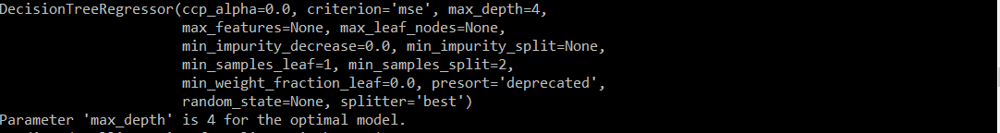 DecisionTreeRegressor(ccp_alpha=0.0, criterion='mse', max_depth=4,
max_features=None, max_leaf_nodes=None,
min_impurity_decrease=0.0, min_impurity_split=None,
min_samples_leaf=1, min_samples_split=2,
min_weight_fraction_leaf=0.0, presort='deprecated',
random_state=None, splitter='best')
Parameter 'max_depth' is 4 for the optimal model.